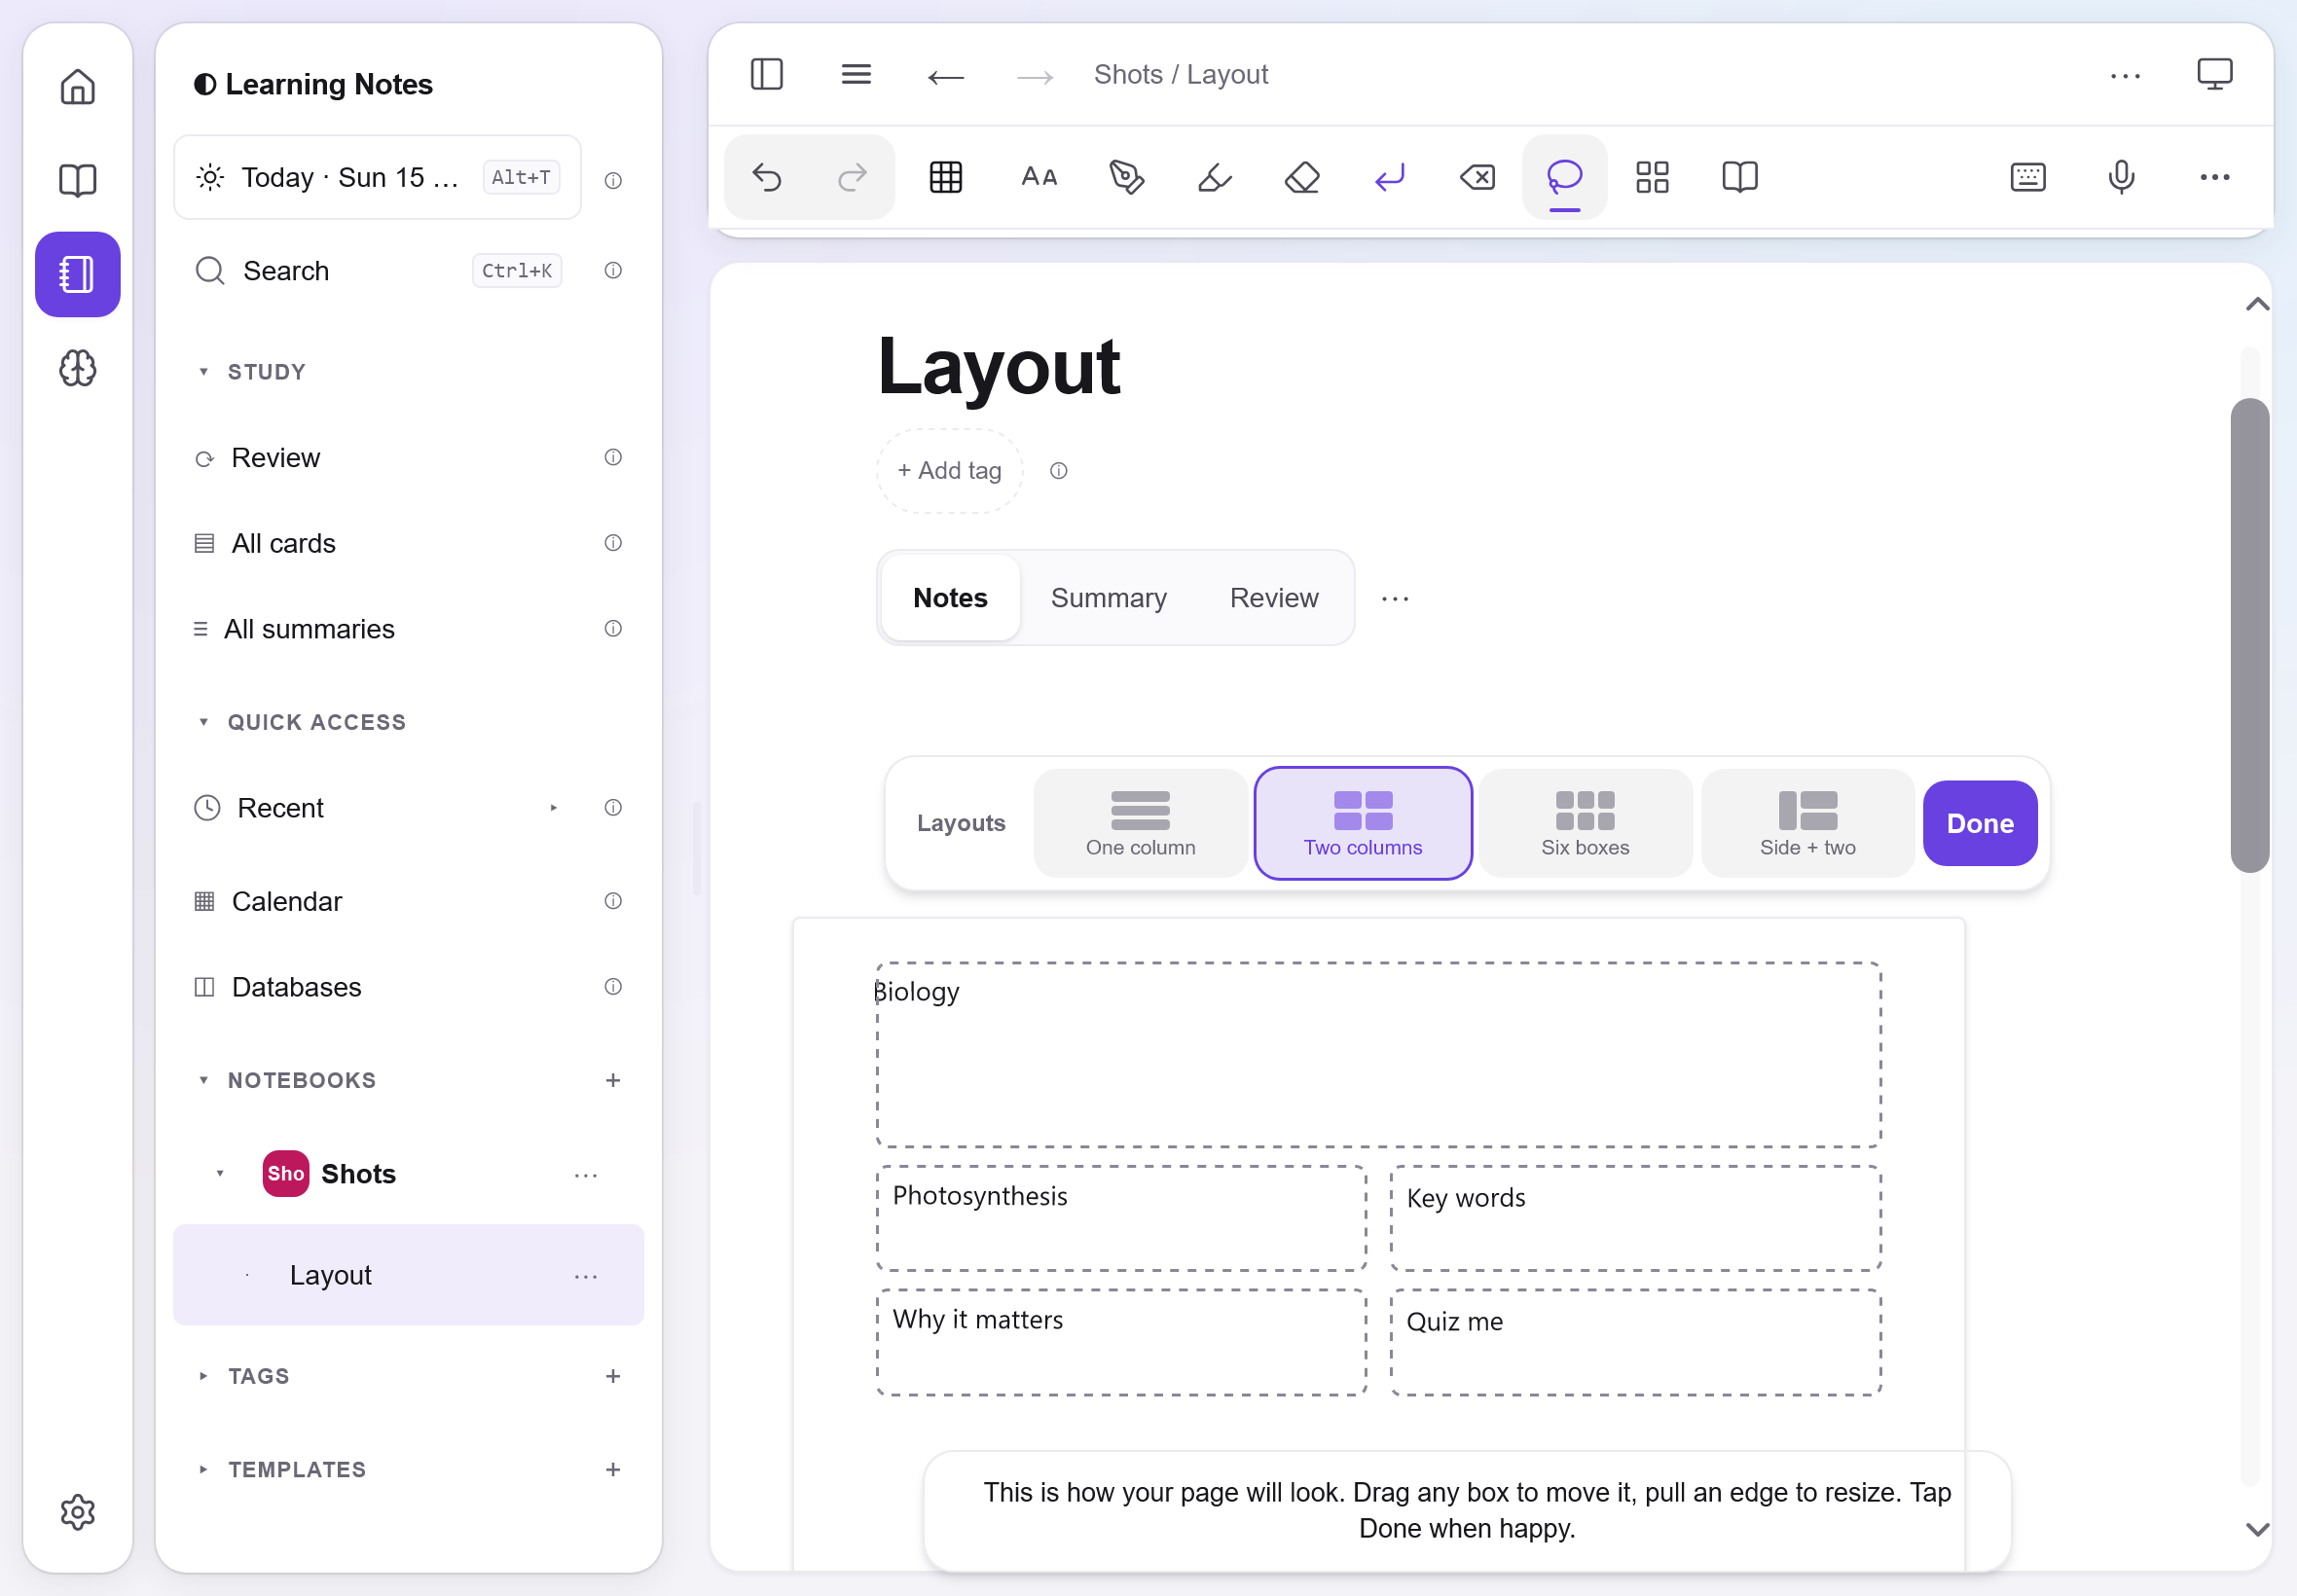 Learning Notes
Today · Sun 15 ... Alt+T
Search Ctrl+K
STUDY
Review
All cards
All summaries
QUICK ACCESS
Recent
Calendar
Databases
NOTEBOOKS
Sho Shots
Layout
TAGS
TEMPLATES
Shots / Layout
Layout
+ Add tag
Notes Summary Review
Layouts One column Two columns Six boxes Side + two Done
Biology
Photosynthesis Key words
Why it matters Quiz me
This is how your page will look. Drag any box to move it, pull an edge to resize. Tap
Done when happy.